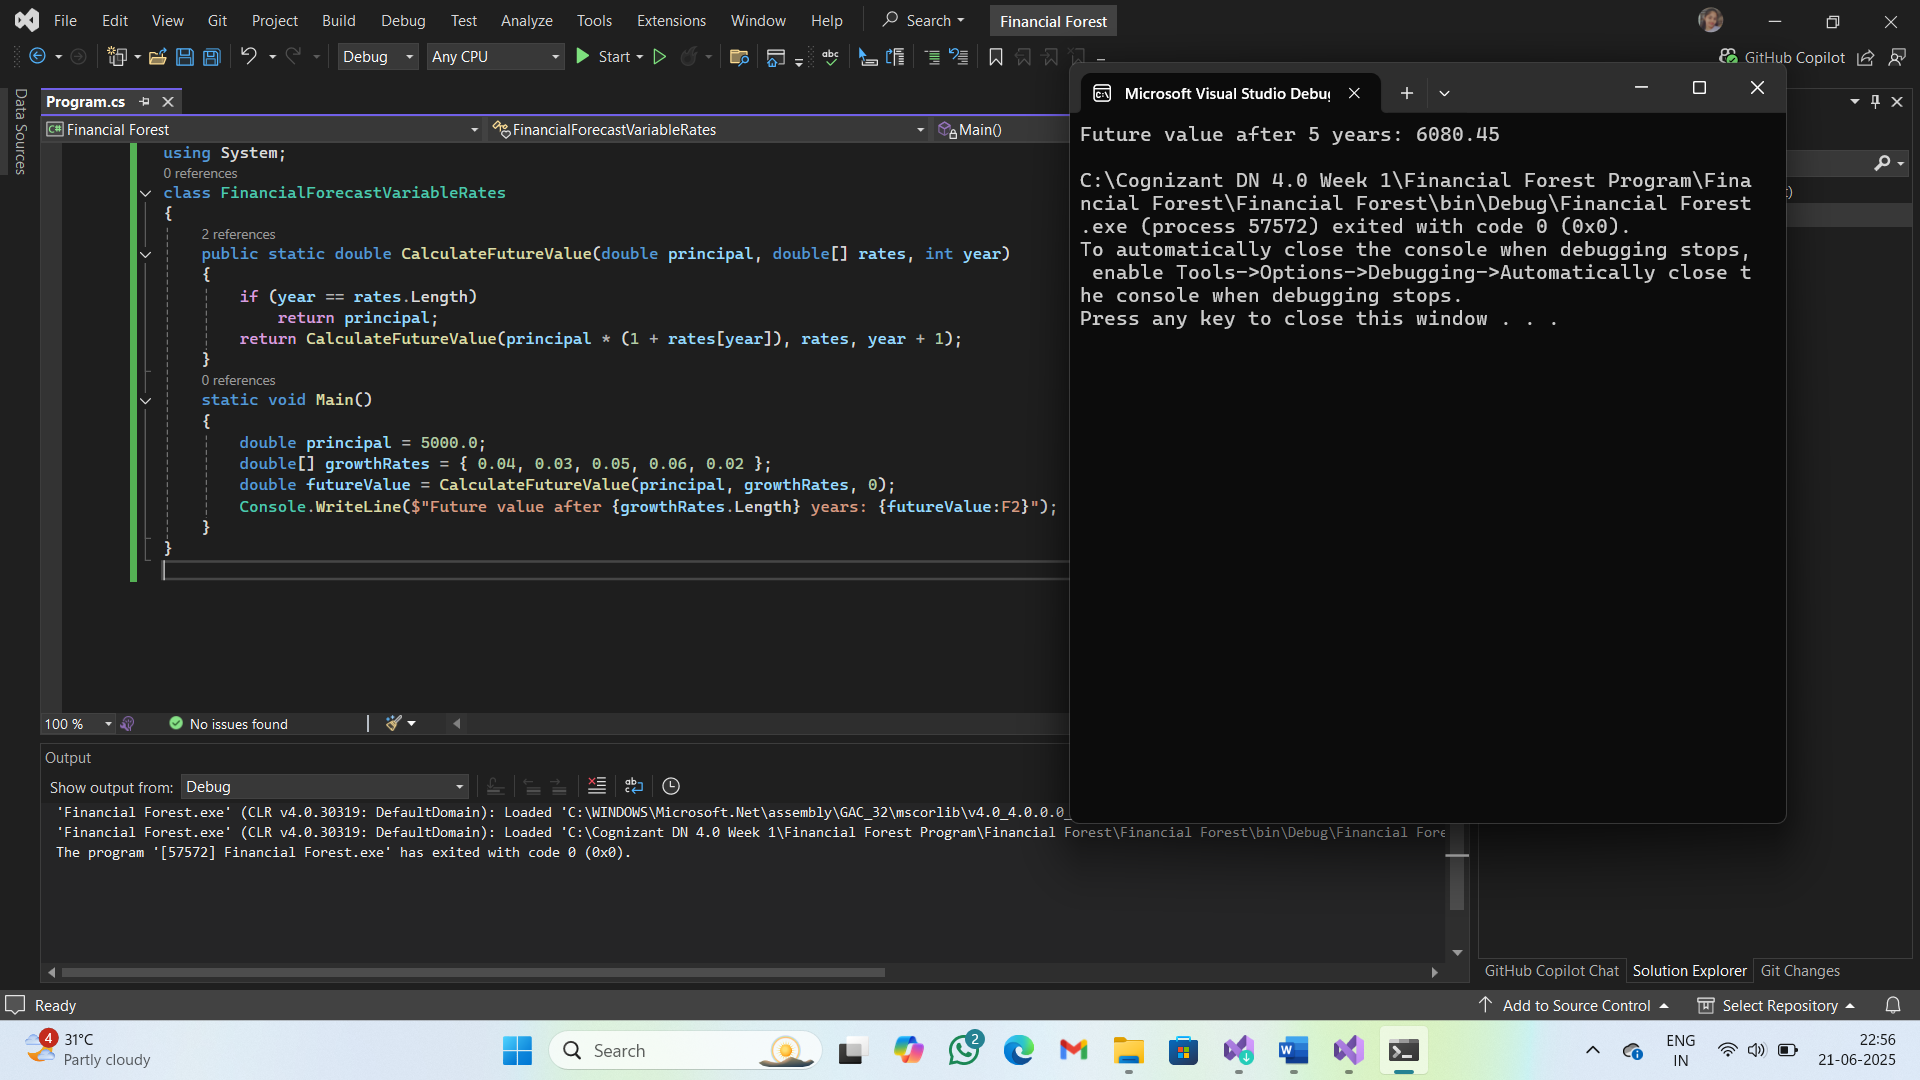 File Edit View Git Project Build Debug Test Analyze Tools Extensions Window Help Search Financial Forest
Debug Any CPU Start abc GitHub Copilot
Data Sources
Program.cs
C# Financial Forest FinancialForecastVariableRates Main()
using System;
0 references
class FinancialForecastVariableRates
{
2 references
public static double CalculateFutureValue(double principal, double[] rates, int year)
{
if (year == rates.Length)
return principal;
return CalculateFutureValue(principal * (1 + rates[year]), rates, year + 1);
}
0 references
static void Main()
{
double principal = 5000.0;
double[] growthRates = { 0.04, 0.03, 0.05, 0.06, 0.02 };
double futureValue = CalculateFutureValue(principal, growthRates, 0);
Console.WriteLine($"Future value after {growthRates.Length} years: {futureValue:F2}");
}
}
100 % No issues found
Microsoft Visual Studio Debug
Future value after 5 years: 6080.45
C:\Cognizant DN 4.0 Week 1\Financial Forest Program\Fina
ncial Forest\Financial Forest\bin\Debug\Financial Forest
.exe (process 57572) exited with code 0 (0x0).
To automatically close the console when debugging stops,
enable Tools->Options->Debugging->Automatically close t
he console when debugging stops.
Press any key to close this window . . .
Output
Show output from: Debug
'Financial Forest.exe' (CLR v4.0.30319: DefaultDomain): Loaded 'C:\WINDOWS\Microsoft.Net\assembly\GAC_32\mscorlib\v4.0_4.0.0.0_
'Financial Forest.exe' (CLR v4.0.30319: DefaultDomain): Loaded 'C:\Cognizant DN 4.0 Week 1\Financial Forest Program\Financial Forest\Financial Forest\bin\Debug\Financial Fore
The program '[57572] Financial Forest.exe' has exited with code 0 (0x0).
GitHub Copilot Chat Solution Explorer Git Changes
Ready Add to Source Control Select Repository
4 31°C
Partly cloudy
Search
2
ENG
IN
22:56
21-06-2025